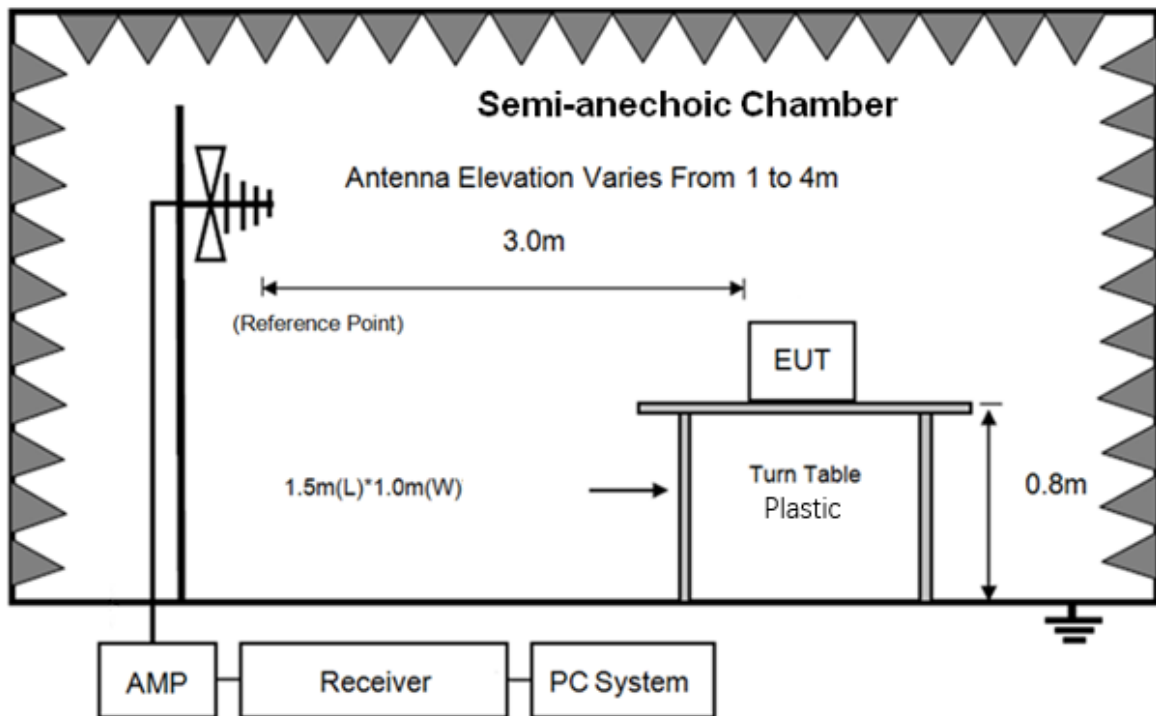 Semi-anechoic Chamber
Antenna Elevation Varies From 1 to 4m
3.0m
(Reference Point)
EUT
1.5m(L)*1.0m(W)
Turn Table
Plastic
0.8m
AMP
Receiver
PC System